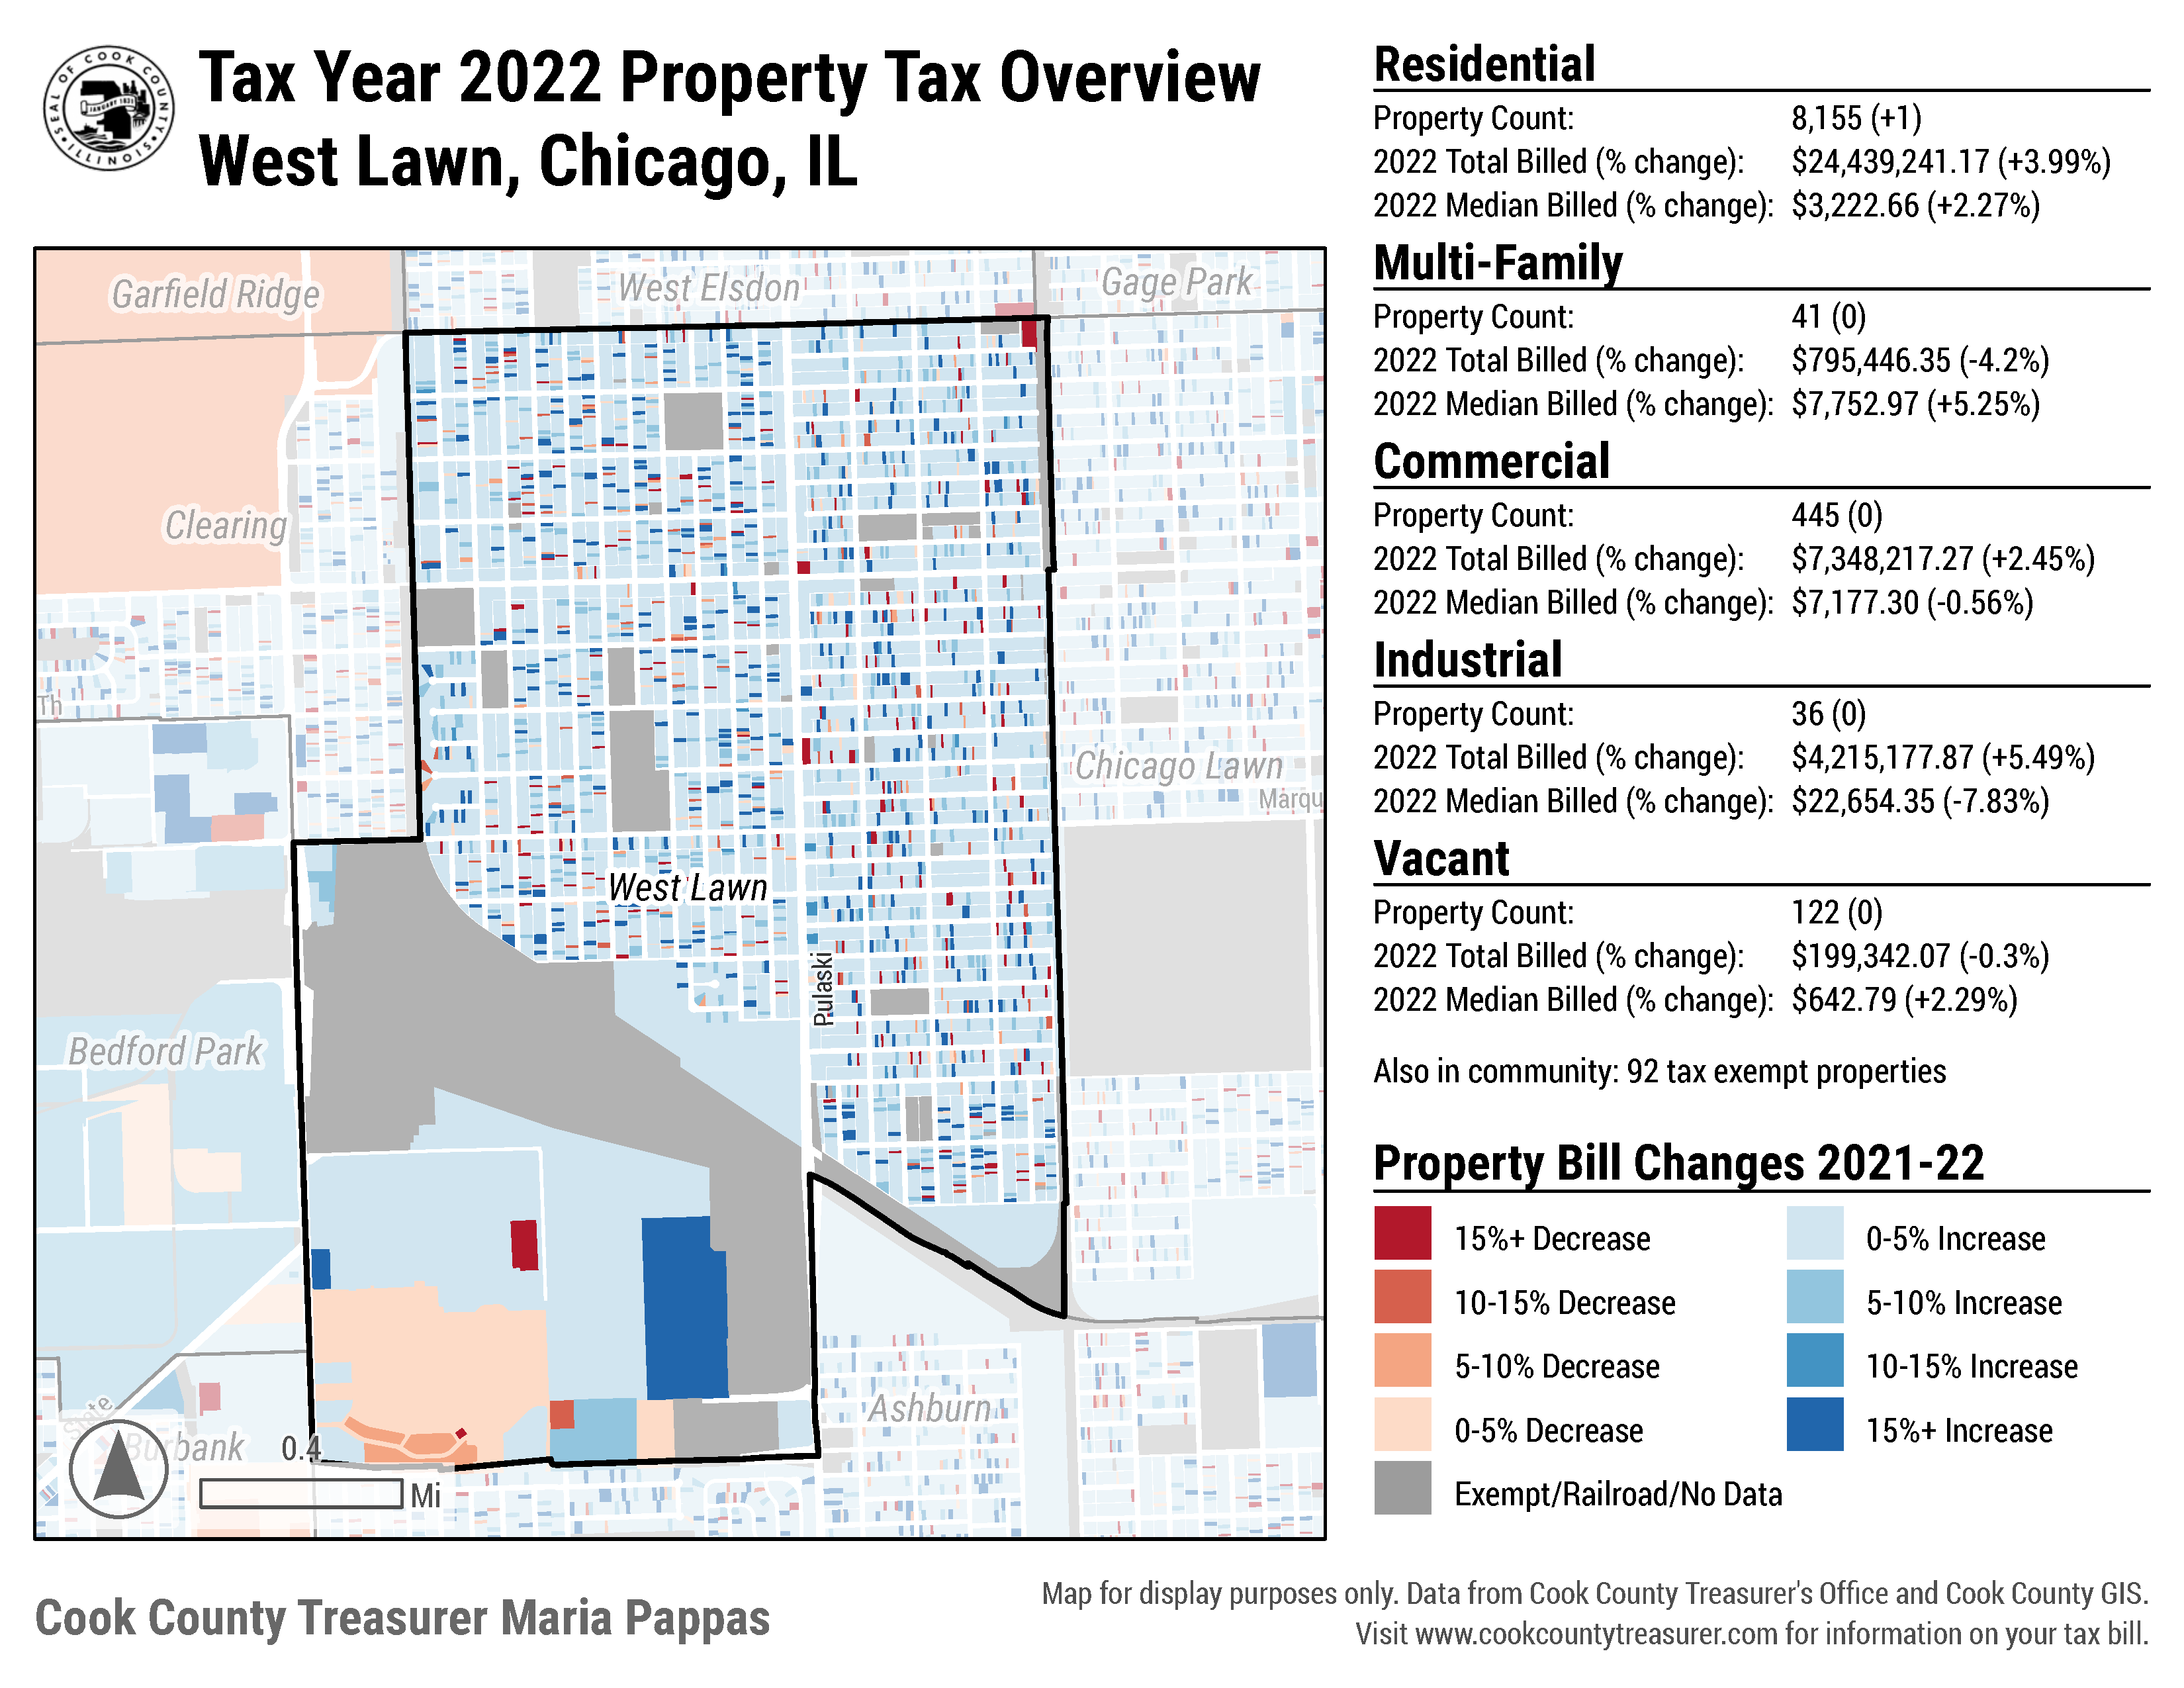 SEAL OF COOK COUNTY
ILLINOIS
JANUARY 1831
Tax Year 2022 Property Tax Overview
West Lawn, Chicago, IL
Garfield Ridge
West Elsdon
Gage Park
Clearing
Th
Chicago Lawn
Marqu
West Lawn
Pulaski
Bedford Park
Ashburn
State
Burbank
0.4
Mi
Residential
Property Count: 8,155 (+1)
2022 Total Billed (% change): $24,439,241.17 (+3.99%)
2022 Median Billed (% change): $3,222.66 (+2.27%)
Multi-Family
Property Count: 41 (0)
2022 Total Billed (% change): $795,446.35 (-4.2%)
2022 Median Billed (% change): $7,752.97 (+5.25%)
Commercial
Property Count: 445 (0)
2022 Total Billed (% change): $7,348,217.27 (+2.45%)
2022 Median Billed (% change): $7,177.30 (-0.56%)
Industrial
Property Count: 36 (0)
2022 Total Billed (% change): $4,215,177.87 (+5.49%)
2022 Median Billed (% change): $22,654.35 (-7.83%)
Vacant
Property Count: 122 (0)
2022 Total Billed (% change): $199,342.07 (-0.3%)
2022 Median Billed (% change): $642.79 (+2.29%)
Also in community: 92 tax exempt properties
Property Bill Changes 2021-22
15%+ Decrease
0-5% Increase
10-15% Decrease
5-10% Increase
5-10% Decrease
10-15% Increase
0-5% Decrease
15%+ Increase
Exempt/Railroad/No Data
Cook County Treasurer Maria Pappas
Map for display purposes only. Data from Cook County Treasurer's Office and Cook County GIS.
Visit www.cookcountytreasurer.com for information on your tax bill.